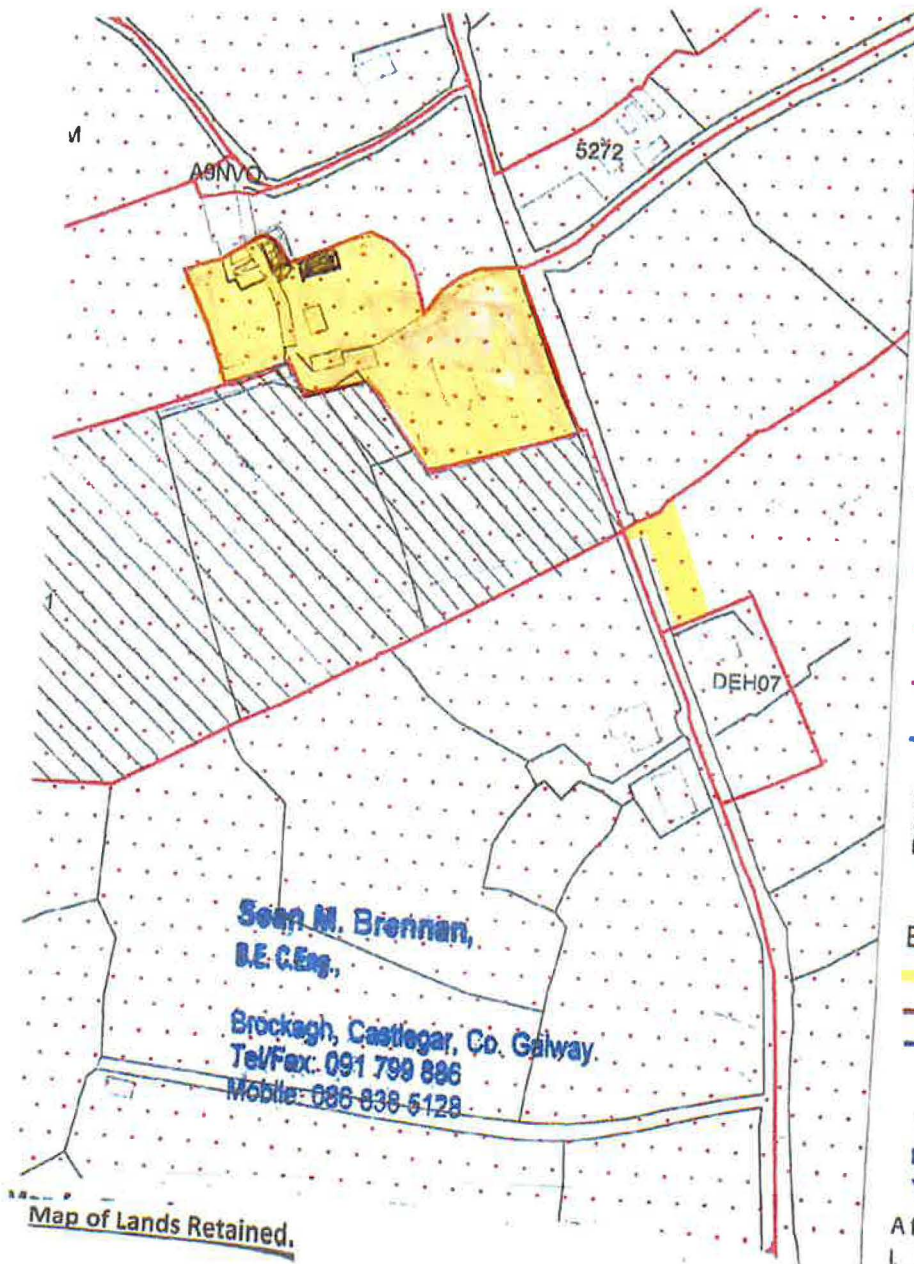 A9NVQ
5272
DEH07
Sean M. Brennan,
B.E. C.Eng.,
Brockagh, Castlegar, Co. Galway
Tel/Fax: 091 799 886
Mobile: 086 838 5128
Map of Lands Retained.